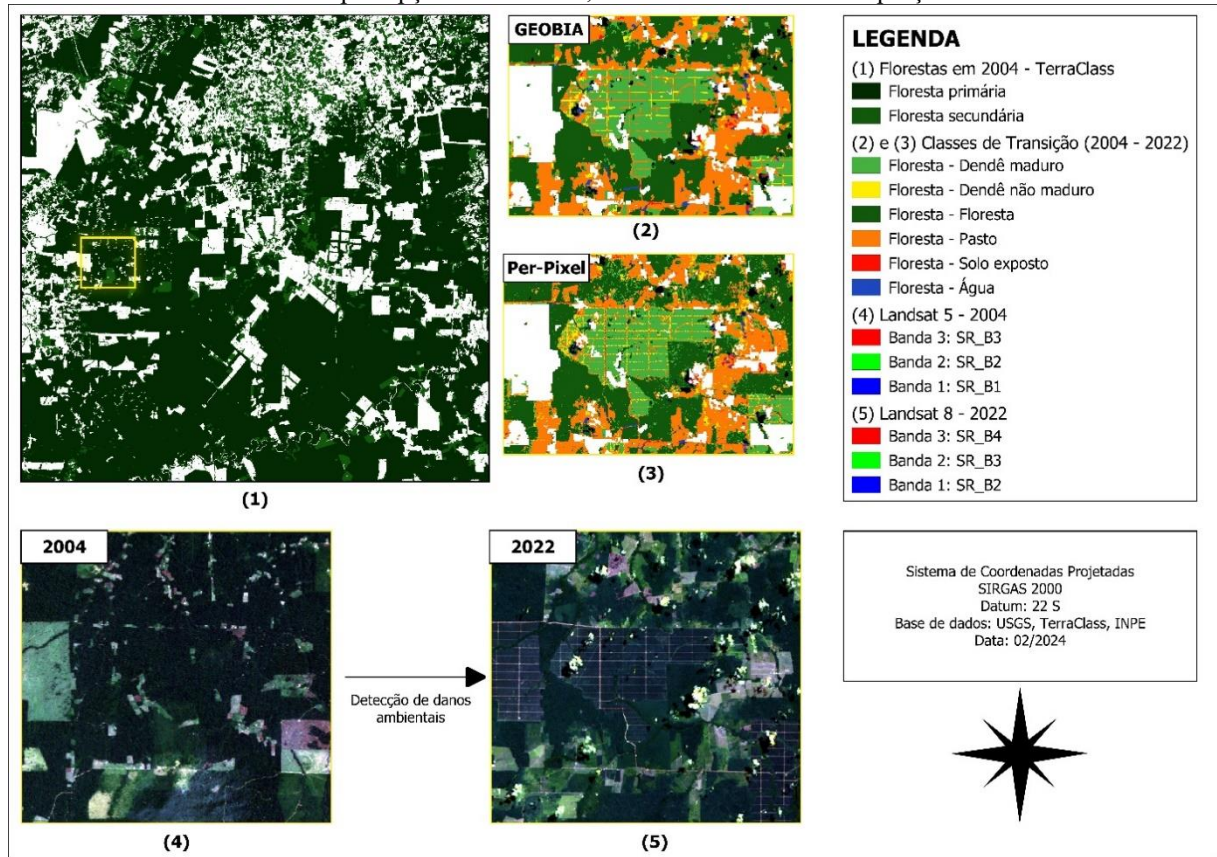 GEOBIA
(2)
Per-Pixel
(3)
(1)
LEGENDA
(1) Florestas em 2004 - TerraClass
Floresta primária
Floresta secundária
(2) e (3) Classes de Transição (2004 - 2022)
Floresta - Dendê maduro
Floresta - Dendê não maduro
Floresta - Floresta
Floresta - Pasto
Floresta - Solo exposto
Floresta - Água
(4) Landsat 5 - 2004
Banda 3: SR_B3
Banda 2: SR_B2
Banda 1: SR_B1
(5) Landsat 8 - 2022
Banda 3: SR_B4
Banda 2: SR_B3
Banda 1: SR_B2
2004
(4)
Detecção de danos
ambientais
2022
(5)
Sistema de Coordenadas Projetadas
SIRGAS 2000
Datum: 22 S
Base de dados: USGS, TerraClass, INPE
Data: 02/2024